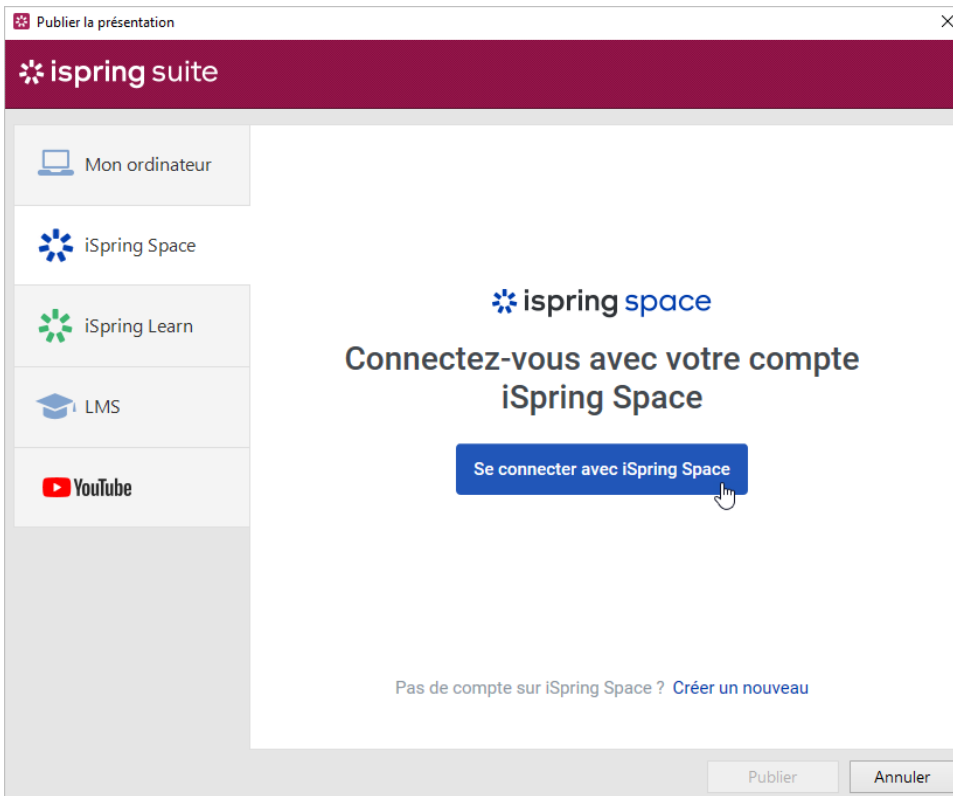 Publier la présentation
ispring suite
Mon ordinateur
iSpring Space
iSpring Learn
LMS
YouTube
ispring space
Connectez-vous avec votre compte
iSpring Space
Se connecter avec iSpring Space
Pas de compte sur iSpring Space ? Créer un nouveau
Publier
Annuler